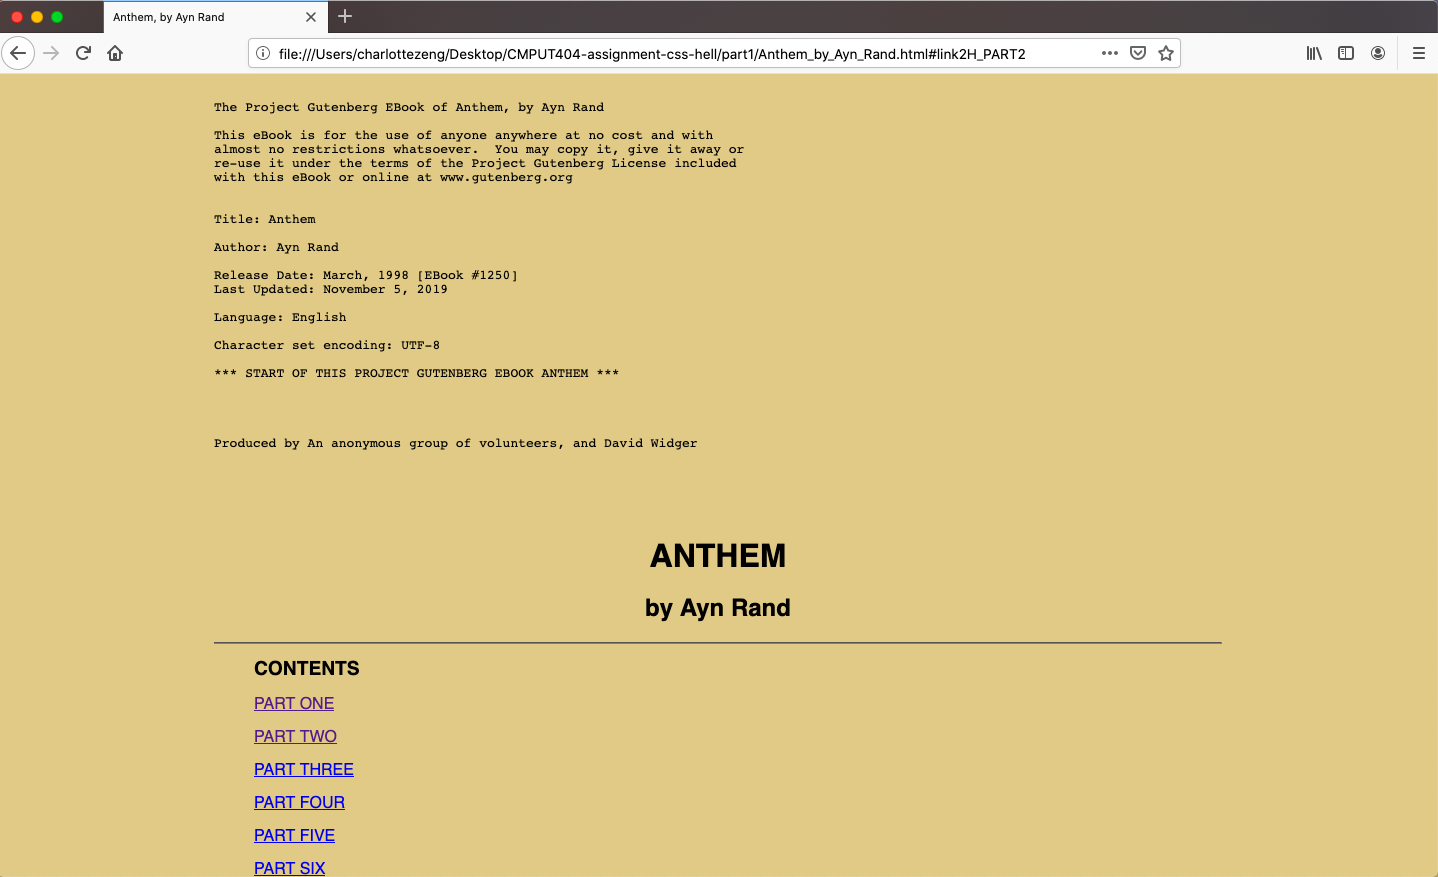 Anthem, by Ayn Rand
file:///Users/charlottezeng/Desktop/CMPUT404-assignment-css-hell/part1/Anthem_by_Ayn_Rand.html#link2H_PART2
The Project Gutenberg EBook of Anthem, by Ayn Rand
This eBook is for the use of anyone anywhere at no cost and with
almost no restrictions whatsoever.  You may copy it, give it away or
re-use it under the terms of the Project Gutenberg License included
with this eBook or online at www.gutenberg.org
Title: Anthem
Author: Ayn Rand
Release Date: March, 1998 [EBook #1250]
Last Updated: November 5, 2019
Language: English
Character set encoding: UTF-8
*** START OF THIS PROJECT GUTENBERG EBOOK ANTHEM ***
Produced by An anonymous group of volunteers, and David Widger
ANTHEM
by Ayn Rand
CONTENTS
PART ONE
PART TWO
PART THREE
PART FOUR
PART FIVE
PART SIX